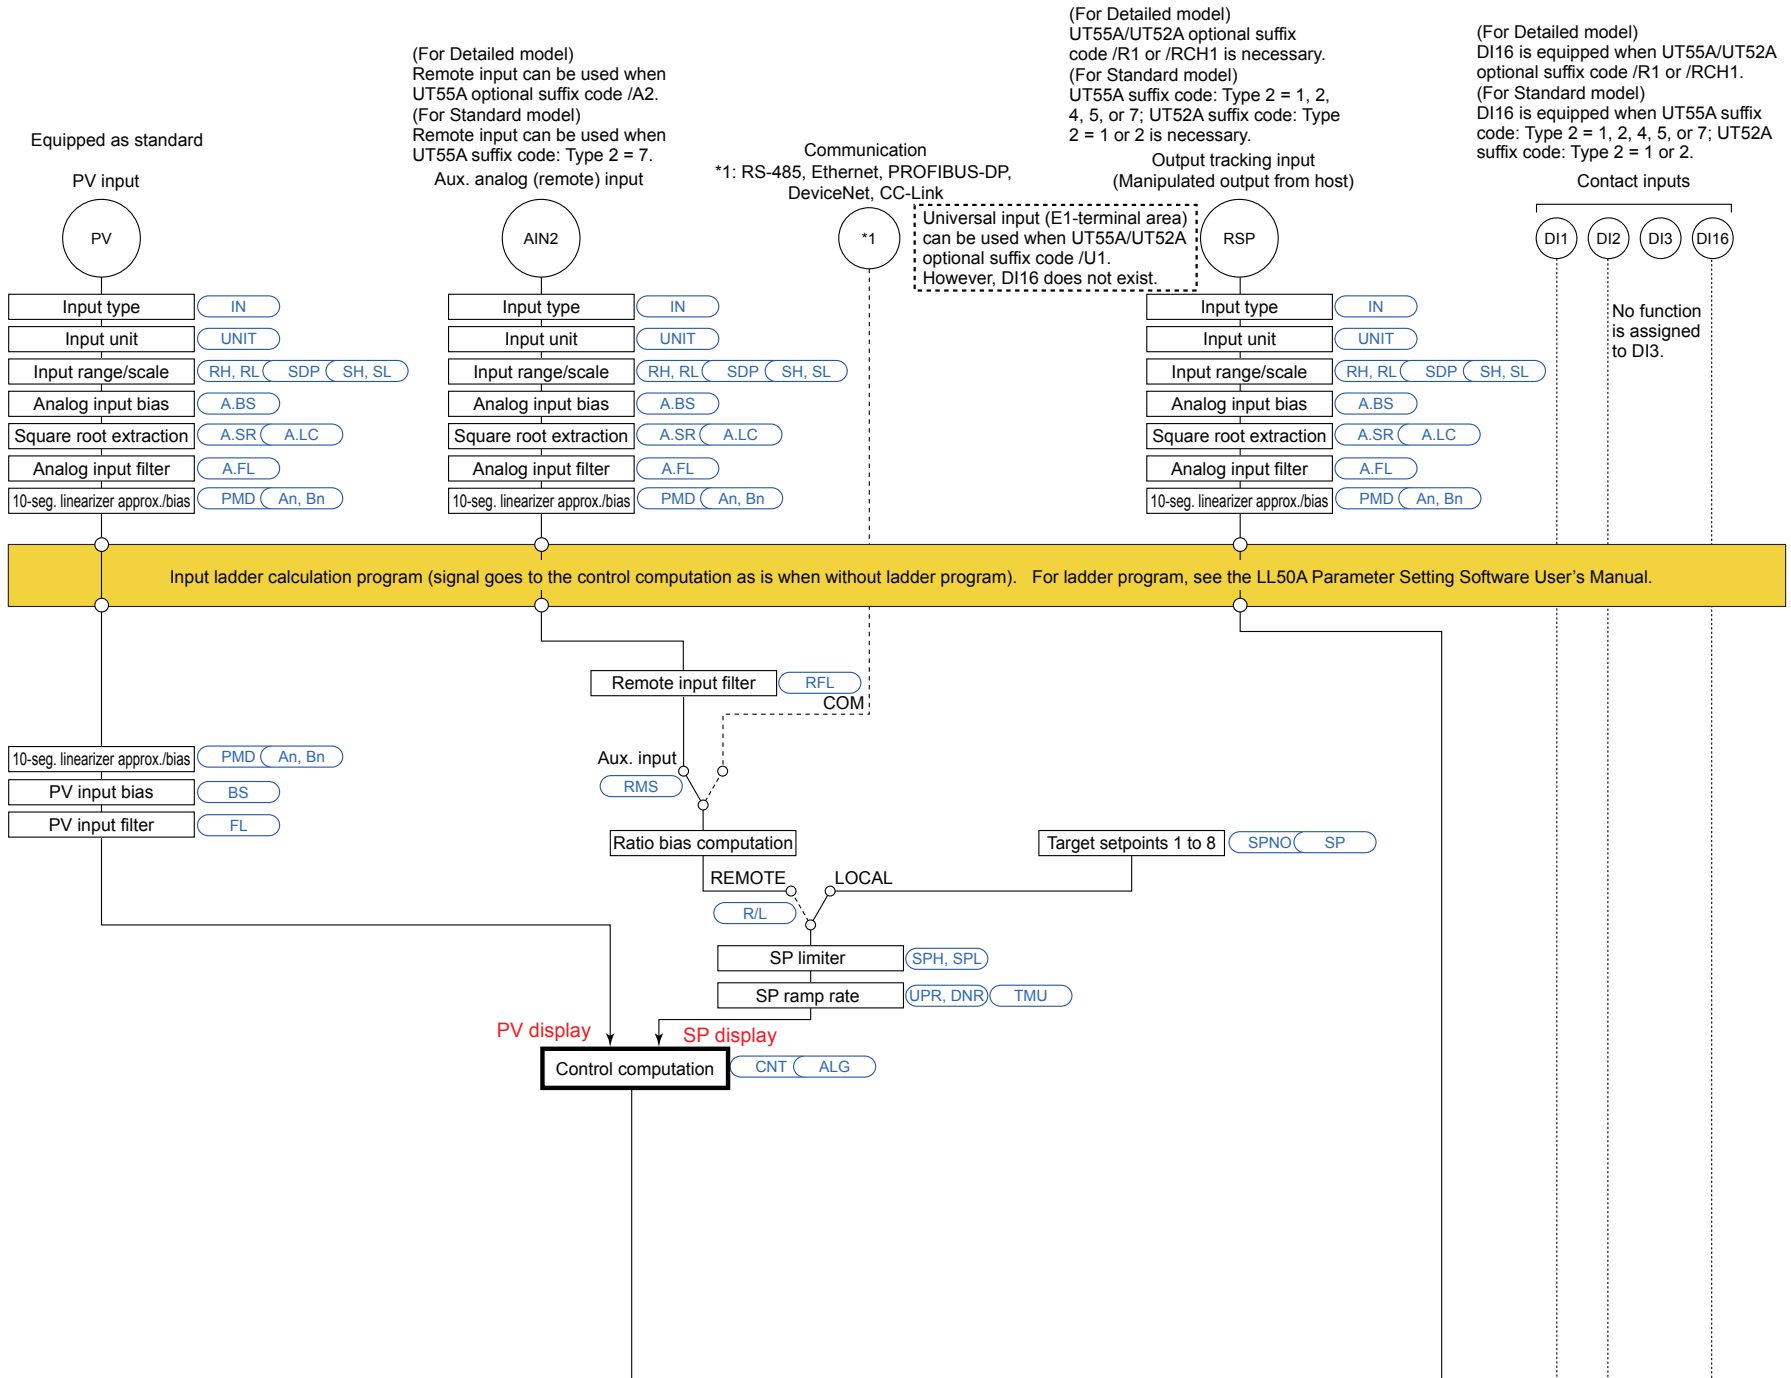 (For Detailed model)
UT55A/UT52A optional suffix
code /R1 or /RCH1 is necessary.
(For Standard model)
UT55A suffix code: Type 2 = 1, 2,
4, 5, or 7; UT52A suffix code: Type
2 = 1 or 2 is necessary.
(For Detailed model)
DI16 is equipped when UT55A/UT52A
optional suffix code /R1 or /RCH1.
(For Standard model)
DI16 is equipped when UT55A suffix
code: Type 2 = 1, 2, 4, 5, or 7; UT52A
suffix code: Type 2 = 1 or 2.
(For Detailed model)
Remote input can be used when
UT55A optional suffix code /A2.
(For Standard model)
Remote input can be used when
UT55A suffix code: Type 2 = 7.
Equipped as standard
PV input
Aux. analog (remote) input
Communication
*1: RS-485, Ethernet, PROFIBUS-DP,
DeviceNet, CC-Link
Output tracking input
(Manipulated output from host)
Contact inputs
PV
AIN2
*1
Universal input (E1-terminal area)
can be used when UT55A/UT52A
optional suffix code /U1.
However, DI16 does not exist.
RSP
DI1 DI2 DI3 DI16
No function
is assigned
to DI3.
Input type IN
Input unit UNIT
Input range/scale RH, RL SDP SH, SL
Analog input bias A.BS
Square root extraction A.SR A.LC
Analog input filter A.FL
10-seg. linearizer approx./bias PMD An, Bn
Input type IN
Input unit UNIT
Input range/scale RH, RL SDP SH, SL
Analog input bias A.BS
Square root extraction A.SR A.LC
Analog input filter A.FL
10-seg. linearizer approx./bias PMD An, Bn
Input type IN
Input unit UNIT
Input range/scale RH, RL SDP SH, SL
Analog input bias A.BS
Square root extraction A.SR A.LC
Analog input filter A.FL
10-seg. linearizer approx./bias PMD An, Bn
Input ladder calculation program (signal goes to the control computation as is when without ladder program). For ladder program, see the LL50A Parameter Setting Software User's Manual.
Remote input filter RFL
COM
10-seg. linearizer approx./bias PMD An, Bn
PV input bias BS
PV input filter FL
Aux. input
RMS
Ratio bias computation
Target setpoints 1 to 8 SPNO SP
REMOTE LOCAL
R/L
SP limiter SPH, SPL
SP ramp rate UPR, DNR TMU
PV display SP display
Control computation CNT ALG